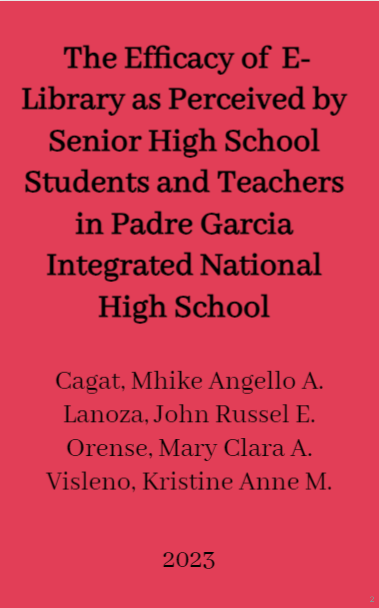 The Efficacy of E-
Library as Perceived by
Senior High School
Students and Teachers
in Padre Garcia
Integrated National
High School
Cagat, Mhike Angello A.
Lanoza, John Russel E.
Orense, Mary Clara A.
Visleno, Kristine Anne M.
2023
2